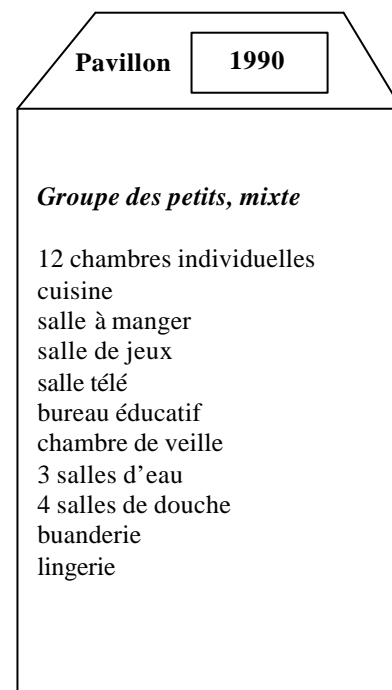 Pavillon 1990
Groupe des petits, mixte
12 chambres individuelles
cuisine
salle à manger
salle de jeux
salle télé
bureau éducatif
chambre de veille
3 salles d’eau
4 salles de douche
buanderie
lingerie